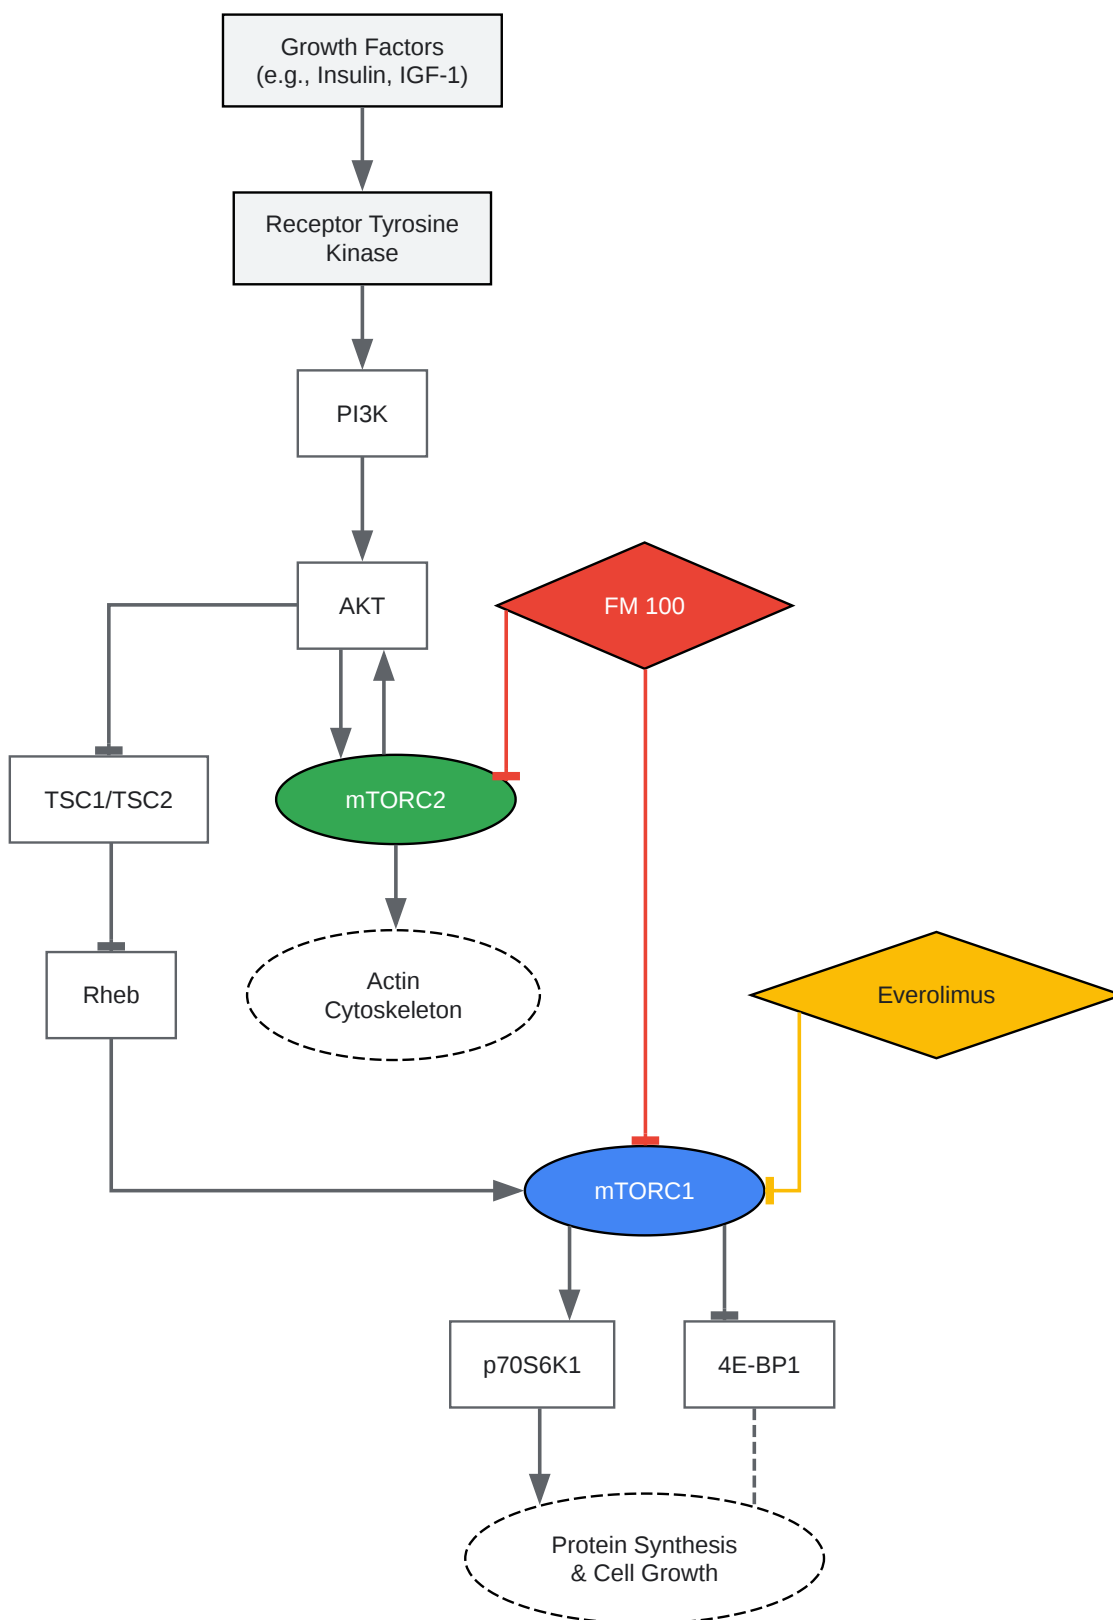 Growth Factors
(e.g., Insulin, IGF-1)
Receptor Tyrosine
Kinase
PI3K
AKT
FM 100
TSC1/TSC2
mTORC2
Rheb
Actin
Cytoskeleton
Everolimus
mTORC1
p70S6K1
4E-BP1
Protein Synthesis
& Cell Growth